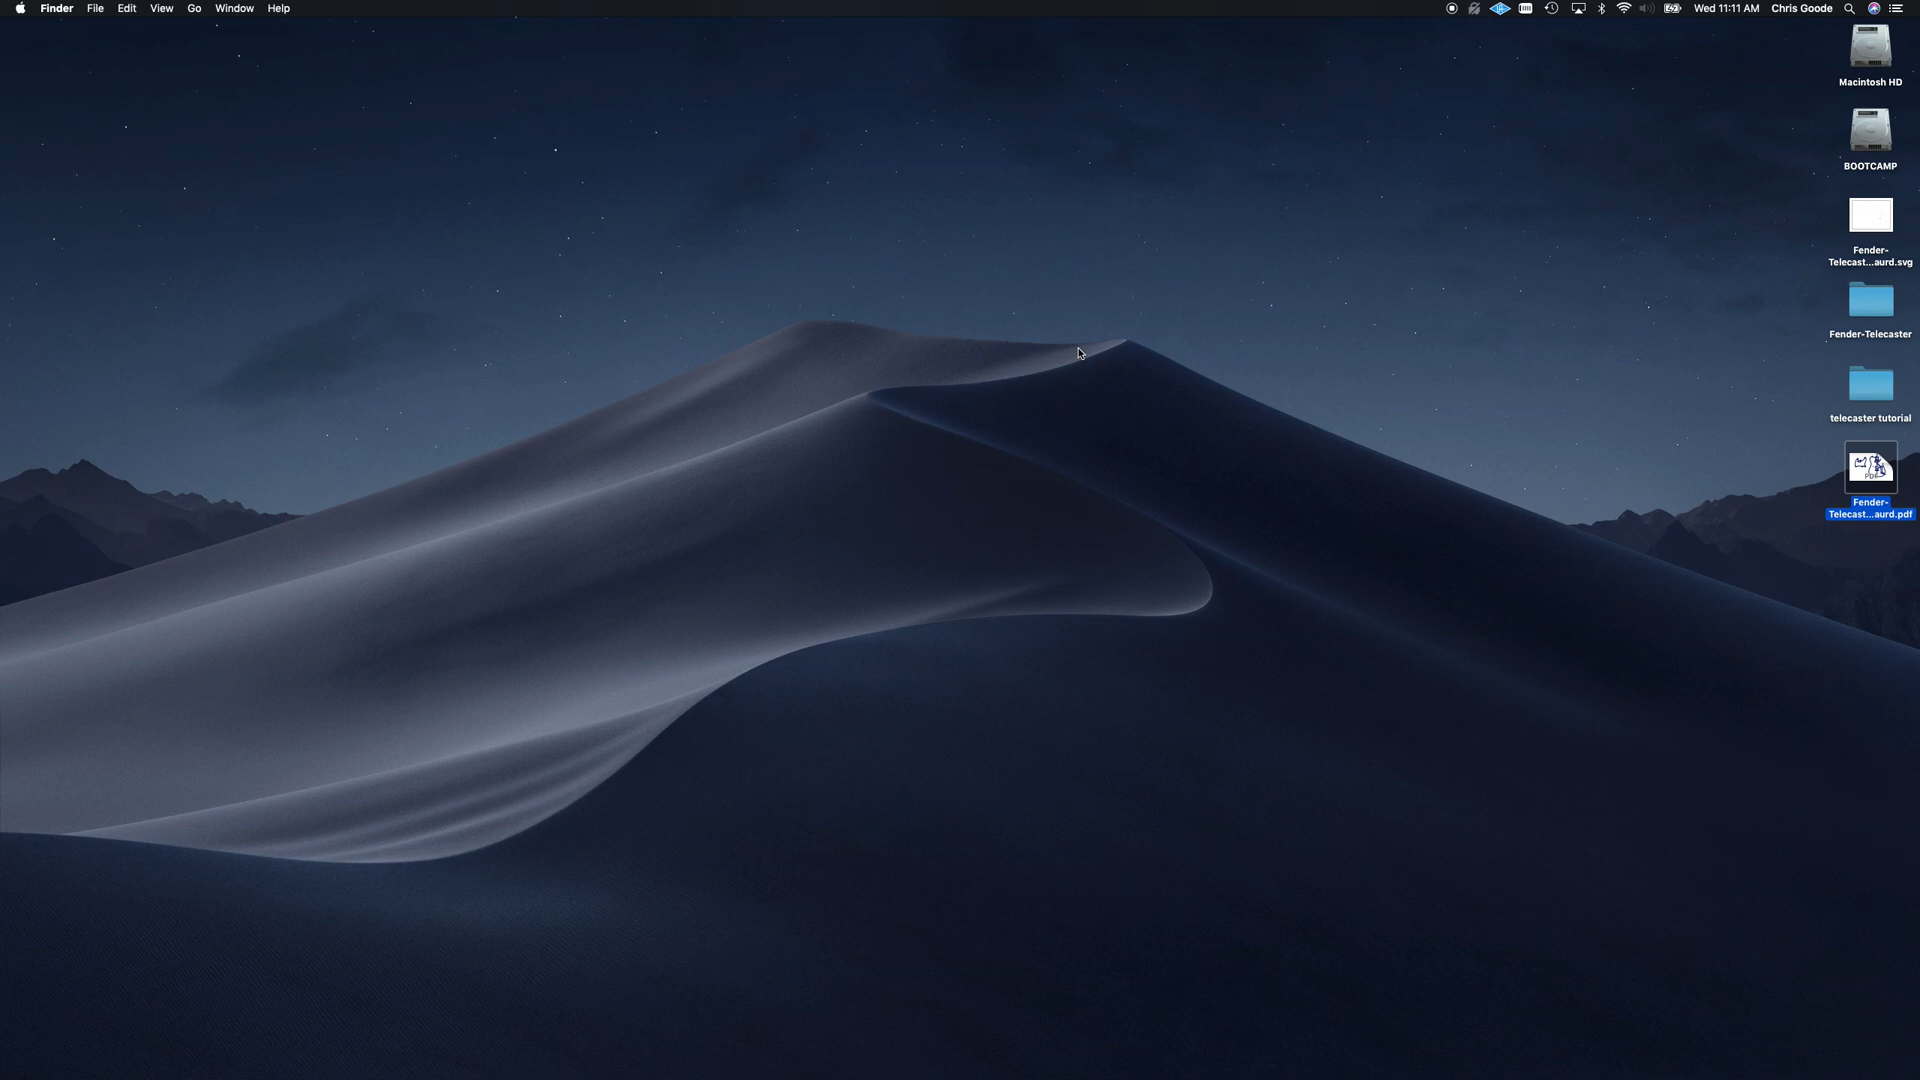 Finder File Edit View Go Window Help
Wed 11:11 AM Chris Goode
Macintosh HD
BOOTCAMP
Fender-
Telecast...aurd.svg
Fender-Telecaster
telecaster tutorial
PDF
Fender-
Telecast...aurd.pdf